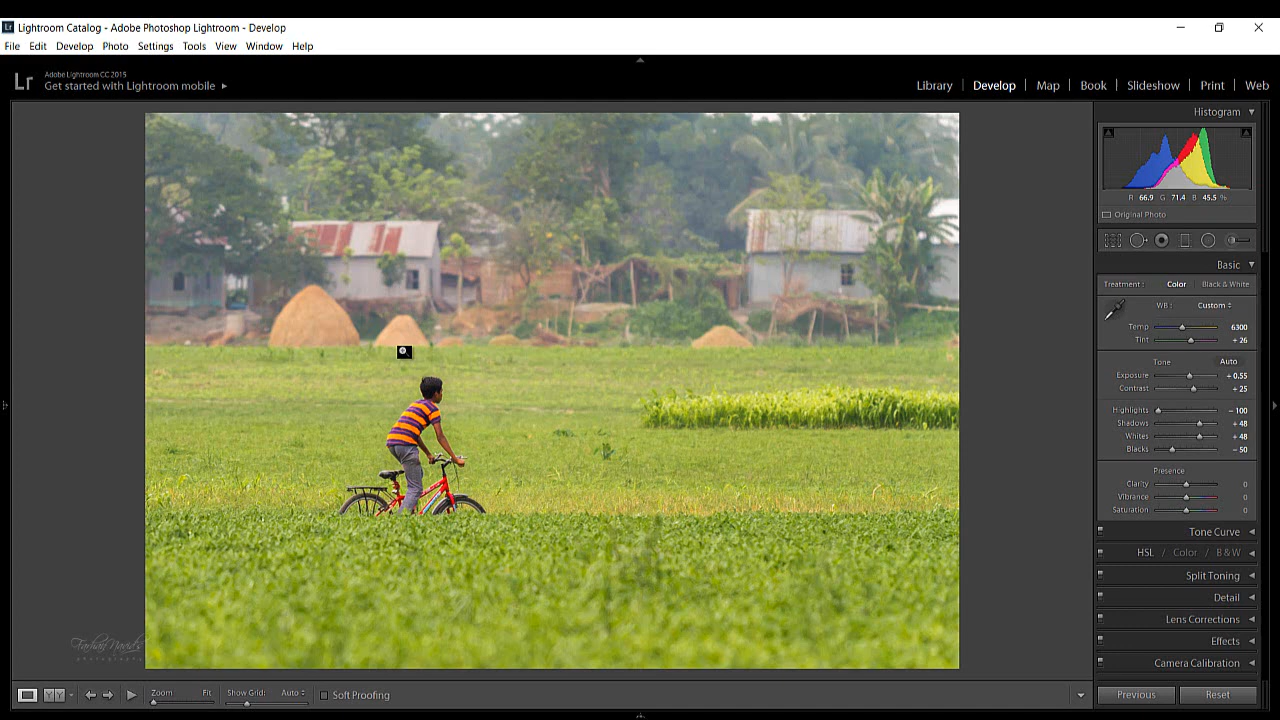 Lightroom Catalog - Adobe Photoshop Lightroom - Develop
File Edit Develop Photo Settings Tools View Window Help
Lr Adobe Lightroom CC 2015
Get started with Lightroom mobile
Library | Develop | Map | Book | Slideshow | Print | Web
Histogram
R 66.9 G 71.4 B 45.5 %
Original Photo
Basic
Treatment : Color Black & White
WB : Custom
Temp 6300
Tint + 26
Tone Auto
Exposure + 0.55
Contrast + 25
Highlights - 100
Shadows + 48
Whites + 48
Blacks - 50
Presence
Clarity 0
Vibrance 0
Saturation 0
Tone Curve
HSL / Color / B & W
Split Toning
Detail
Lens Corrections
Effects
Camera Calibration
photography
YY Zoom Fit Show Grid: Auto Soft Proofing
Previous Reset